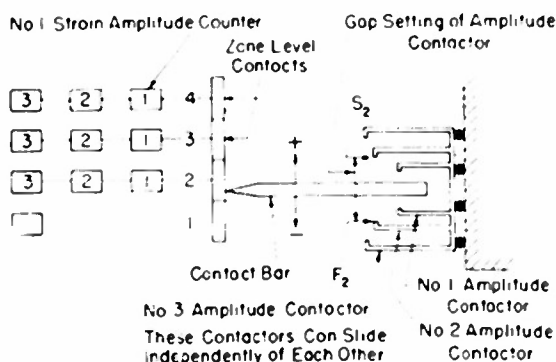 No 1 Strain Amplitude Counter
Gap Setting of Amplitude
Contactor
Zone Level
Contacts
3 2 1 4
3 2 1 3
3 2 1 2
1
S2
+
−
F2
Contact Bar
No 1 Amplitude
Contactor
No 3 Amplitude Contactor
These Contactors Can Slide
Independently of Each Other
No 2 Amplitude
Contactor